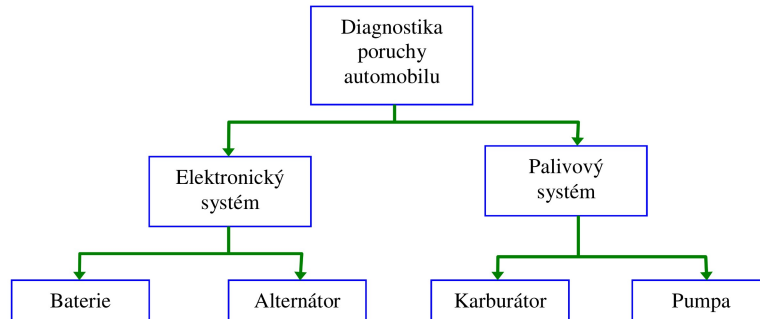 Diagnostika
poruchy
automobilu
Elektronický
systém
Palivový
systém
Baterie
Alternátor
Karburátor
Pumpa